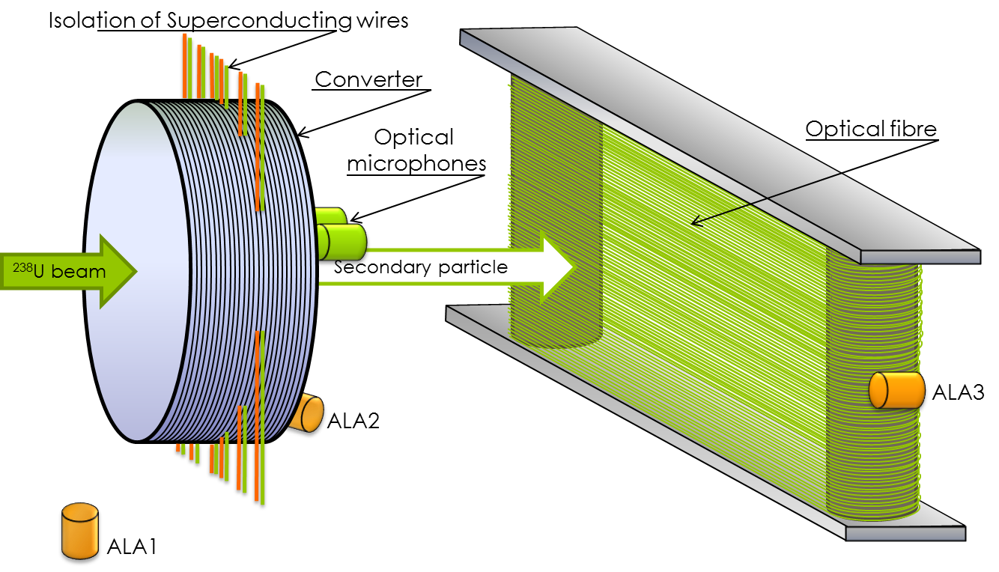 Isolation of Superconducting wires
Converter
Optical
microphones
Optical fibre
²³⁸U beam
Secondary particle
ALA3
ALA2
ALA1